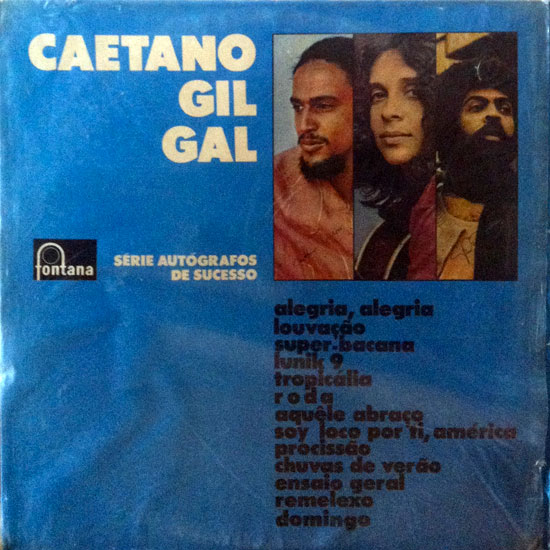 CAETANO
GIL
GAL
fontana
SÉRIE AUTÓGRAFOS
DE SUCESSO
alegria, alegria
louvação
super-bacana
lunik 9
tropicália
roda
aquêle abraço
soy loco por ti, américa
procissão
chuvas de verão
ensaio geral
remelexo
domingo